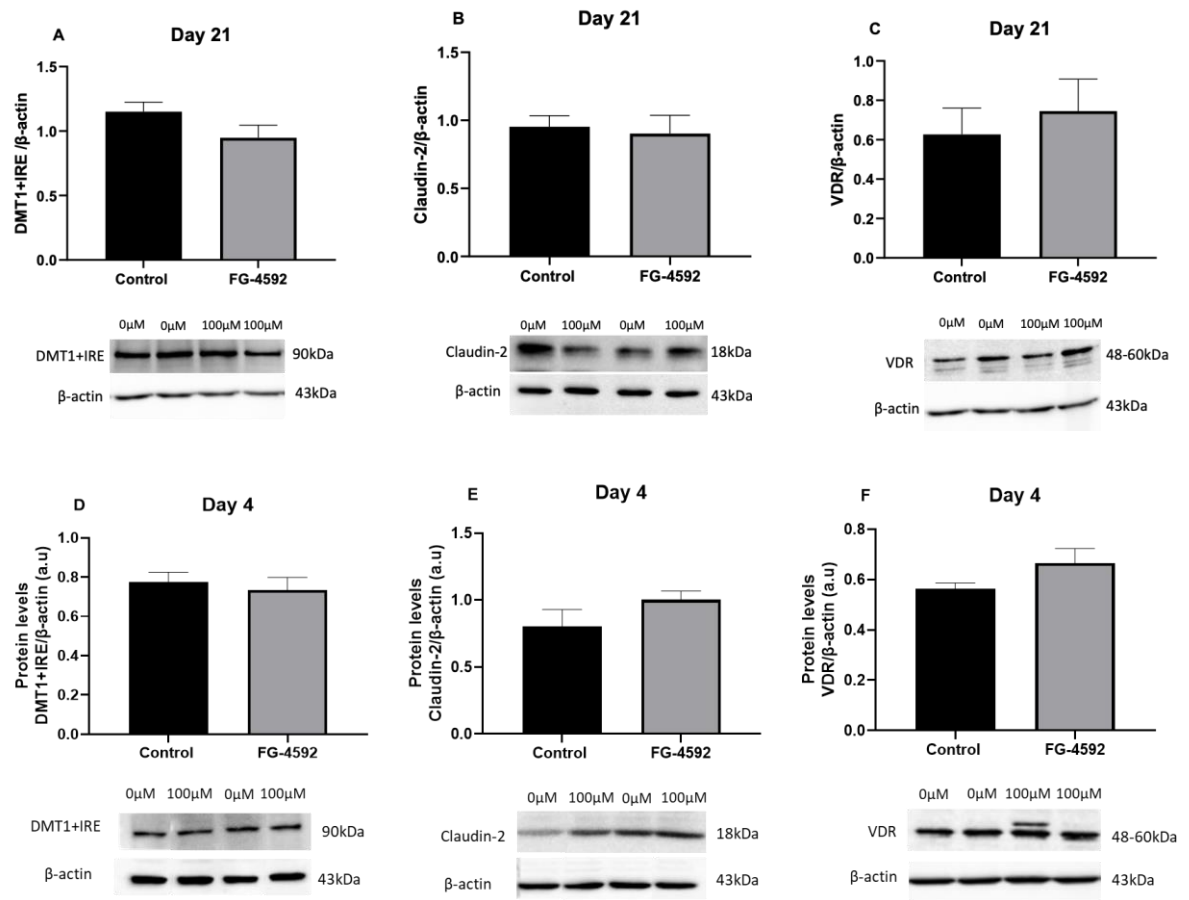 A
Day 21
DMT1+IRE /β-actin
1.5
1.0
0.5
0.0
Control FG-4592
0µM 0µM 100µM 100µM
DMT1+IRE 90kDa
β-actin 43kDa
B
Day 21
Claudin-2/β-actin
1.5
1.0
0.5
0.0
Control FG-4592
0µM 100µM 0µM 100µM
Claudin-2 18kDa
β-actin 43kDa
C
Day 21
VDR/β-actin
1.0
0.8
0.6
0.4
0.2
0.0
Control FG-4592
0µM 0µM 100µM 100µM
VDR 48-60kDa
β-actin 43kDa
D
Day 4
Protein levels
DMT1+IRE/β-actin (a.u)
1.0
0.8
0.6
0.4
0.2
0.0
Control FG-4592
0µM 100µM 0µM 100µM
DMT1+IRE 90kDa
β-actin 43kDa
E
Day 4
Protein levels
Claudin-2/β-actin (a.u)
1.5
1.0
0.5
0.0
Control FG-4592
0µM 100µM 0µM 100µM
Claudin-2 18kDa
β-actin 43kDa
F
Day 4
Protein levels
VDR/β-actin (a.u)
0.8
0.6
0.4
0.2
0.0
Control FG-4592
0µM 0µM 100µM 100µM
VDR 48-60kDa
β-actin 43kDa